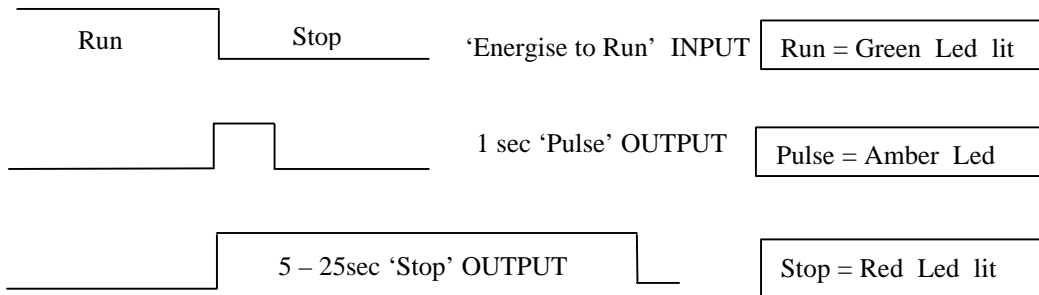 Run
Stop
‘Energise to Run’ INPUT
Run = Green Led lit
1 sec ‘Pulse’ OUTPUT
Pulse = Amber Led
5 – 25sec ‘Stop’ OUTPUT
Stop = Red Led lit